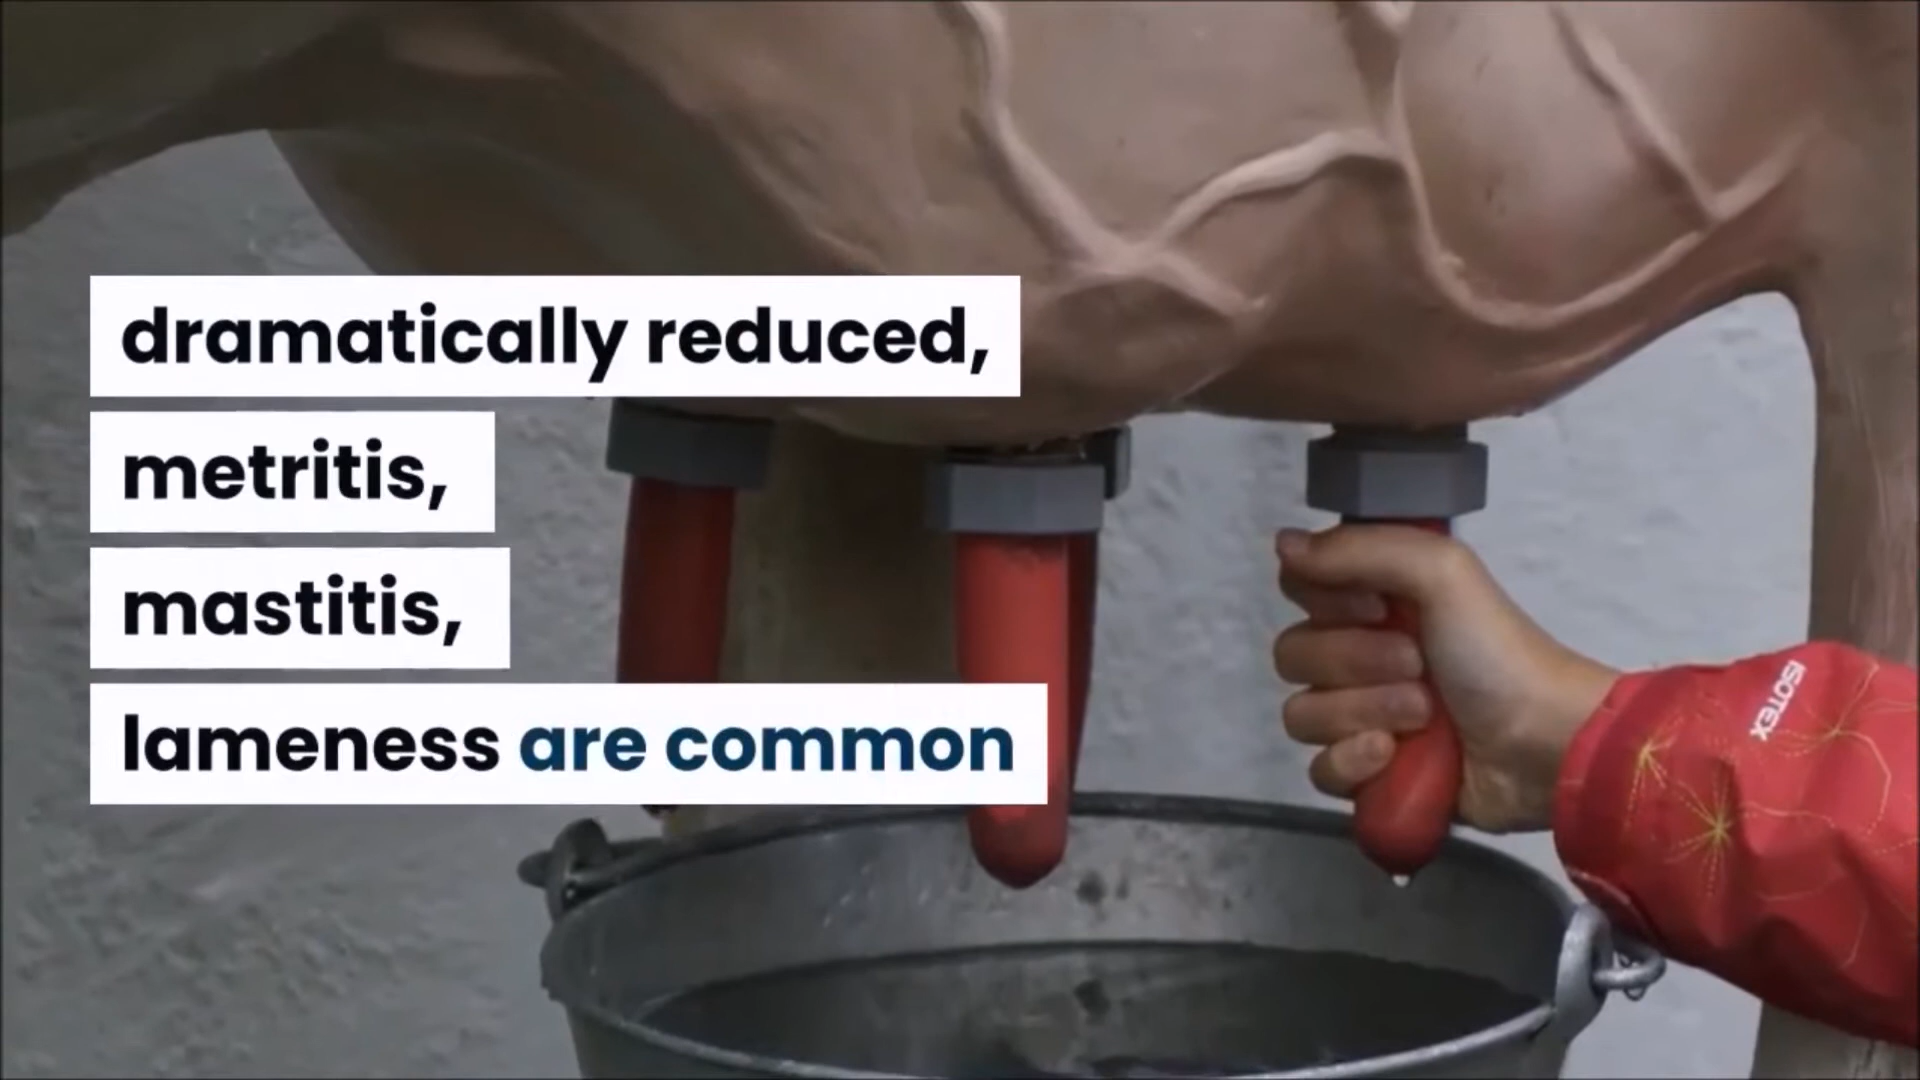 dramatically reduced,
metritis,
mastitis,
lameness are common
ISOTEX